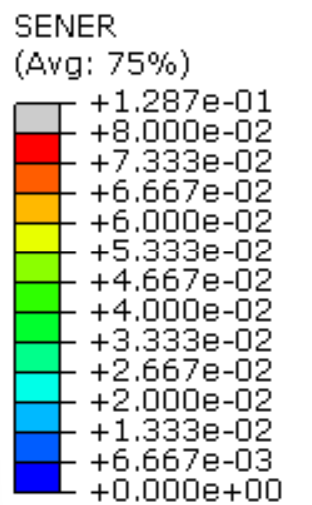 SENER
(Avg: 75%)
+1.287e-01
+8.000e-02
+7.333e-02
+6.667e-02
+6.000e-02
+5.333e-02
+4.667e-02
+4.000e-02
+3.333e-02
+2.667e-02
+2.000e-02
+1.333e-02
+6.667e-03
+0.000e+00